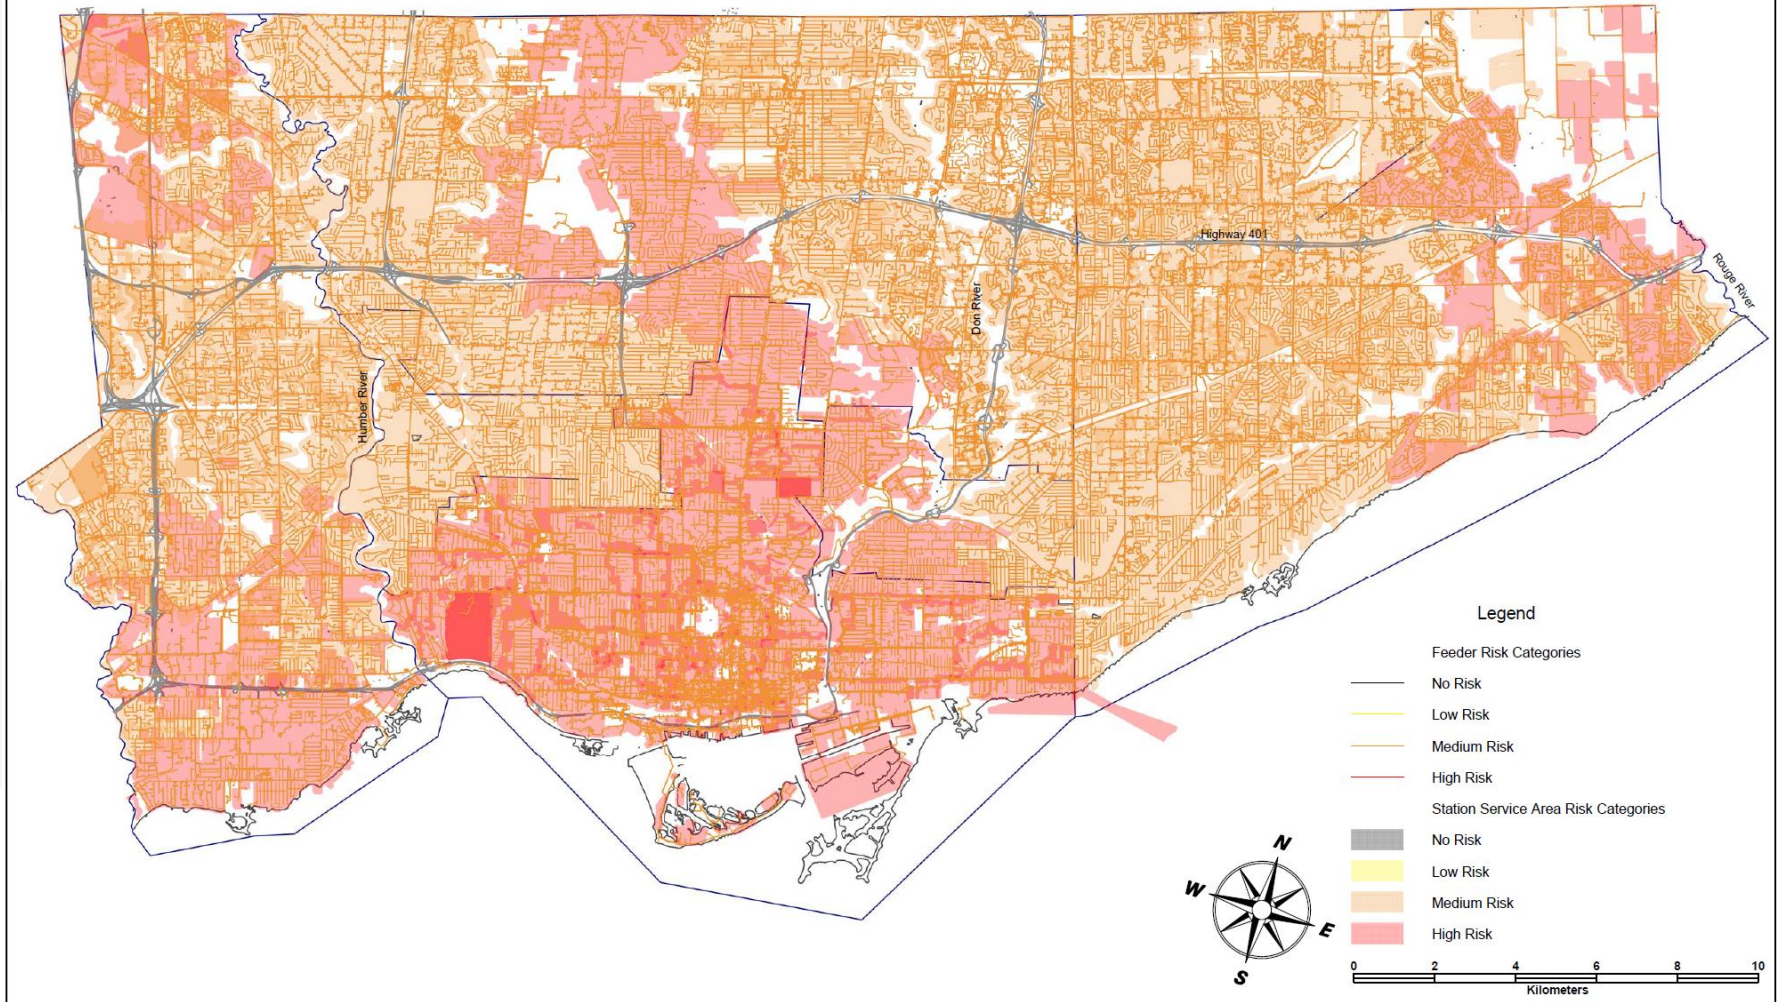 Highway 401
Rouge River
Don River
Humber River
Legend
Feeder Risk Categories
No Risk
Low Risk
Medium Risk
High Risk
Station Service Area Risk Categories
No Risk
Low Risk
Medium Risk
High Risk
N
W
E
S
0 2 4 6 8 10
Kilometers